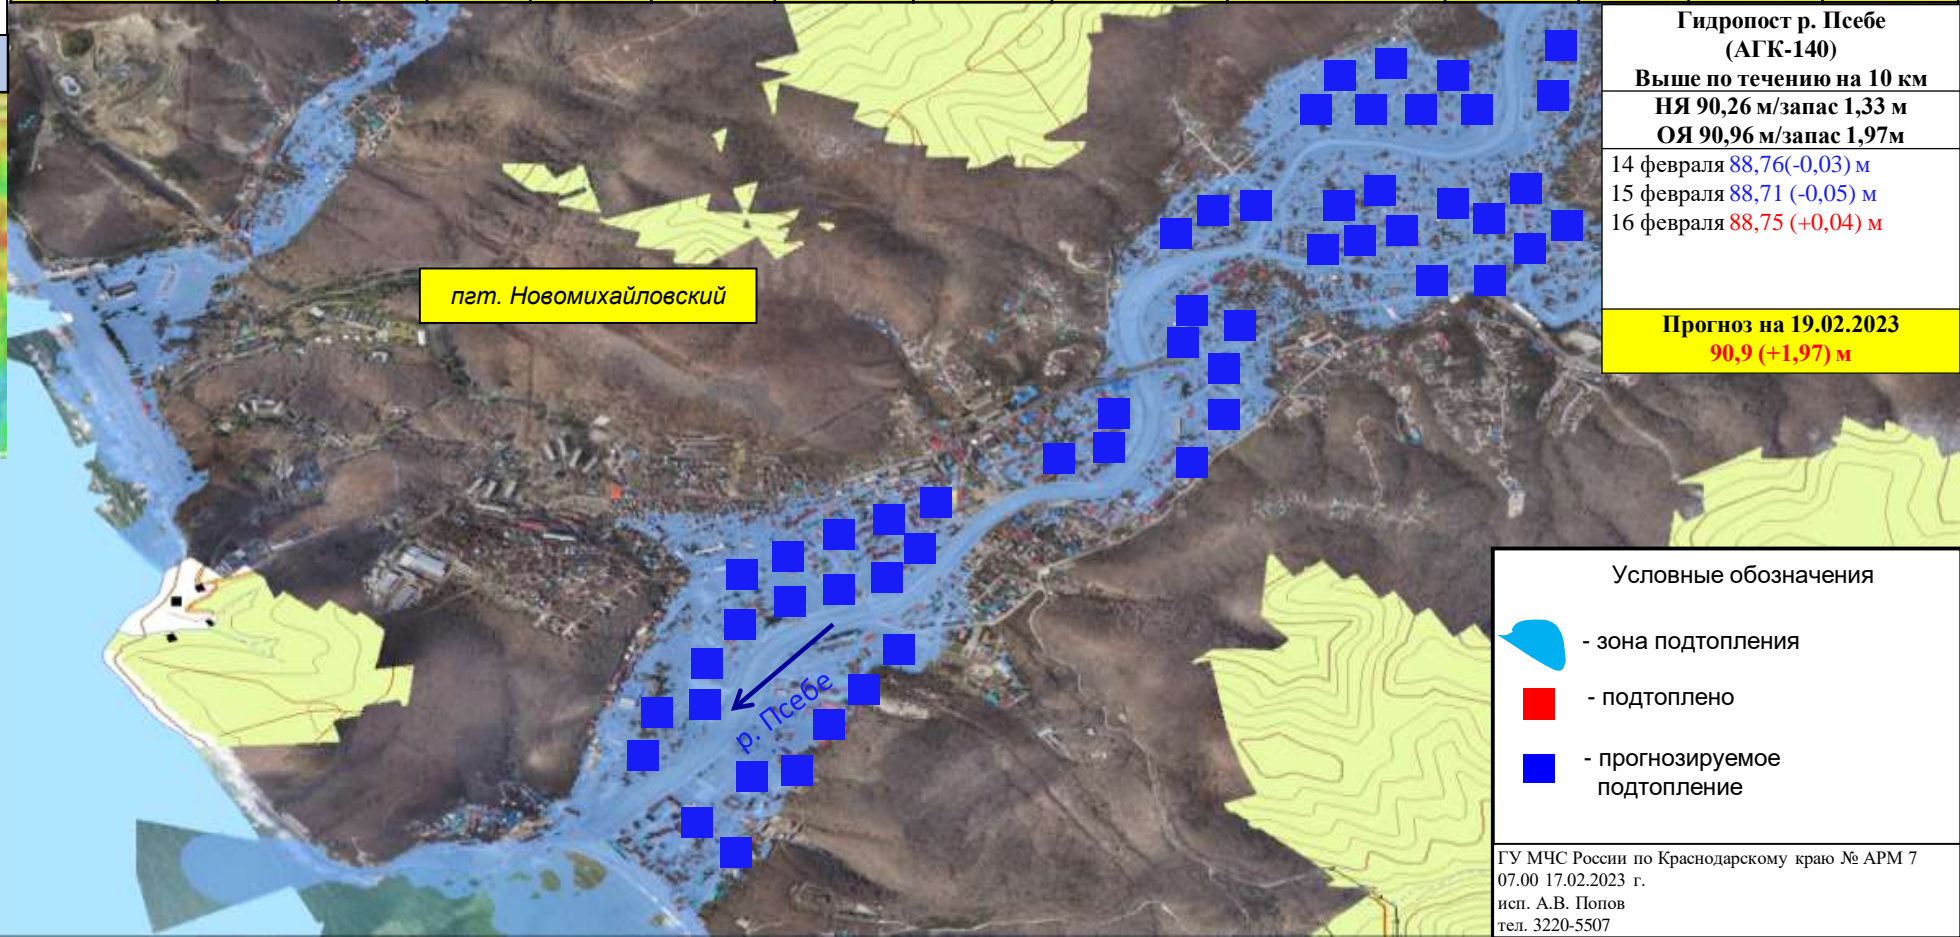 Гидропост р. Псебе
(АГК-140)
Выше по течению на 10 км
НЯ 90,26 м/запас 1,33 м
ОЯ 90,96 м/запас 1,97м
14 февраля 88,76(-0,03) м
15 февраля 88,71 (-0,05) м
16 февраля 88,75 (+0,04) м
Прогноз на 19.02.2023
90,9 (+1,97) м
пгт. Новомихайловский
р. Псебе
Условные обозначения
- зона подтопления
- подтоплено
- прогнозируемое
подтопление
ГУ МЧС России по Краснодарскому краю № АРМ 7
07.00 17.02.2023 г.
исп. А.В. Попов
тел. 3220-5507